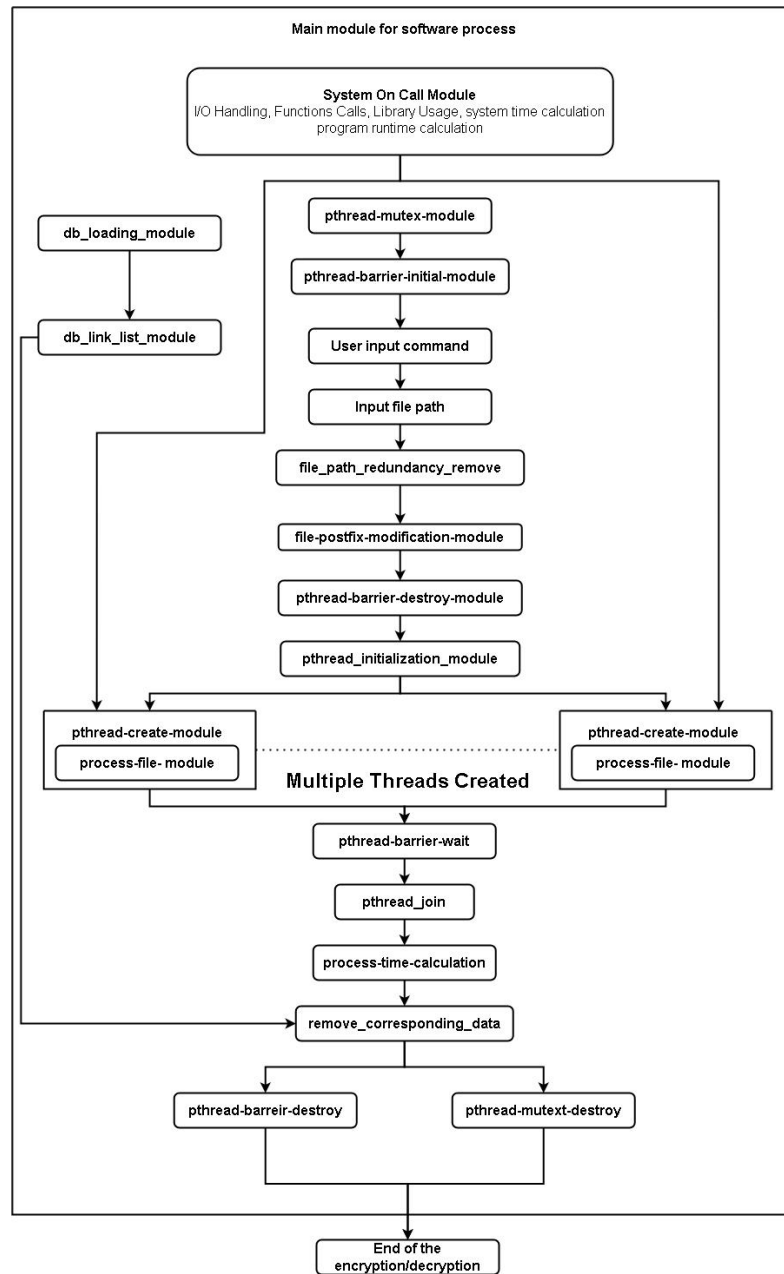 Main module for software process
System On Call Module
I/O Handling, Functions Calls, Library Usage, system time calculation
program runtime calculation
pthread-mutex-module
db_loading_module
pthread-barrier-initial-module
db_link_list_module
User input command
Input file path
file_path_redundancy_remove
file-postfix-modification-module
pthread-barrier-destroy-module
pthread_initialization_module
pthread-create-module
process-file- module
pthread-create-module
process-file- module
Multiple Threads Created
pthread-barrier-wait
pthread_join
process-time-calculation
remove_corresponding_data
pthread-barreir-destroy
pthread-mutext-destroy
End of the
encryption/decryption